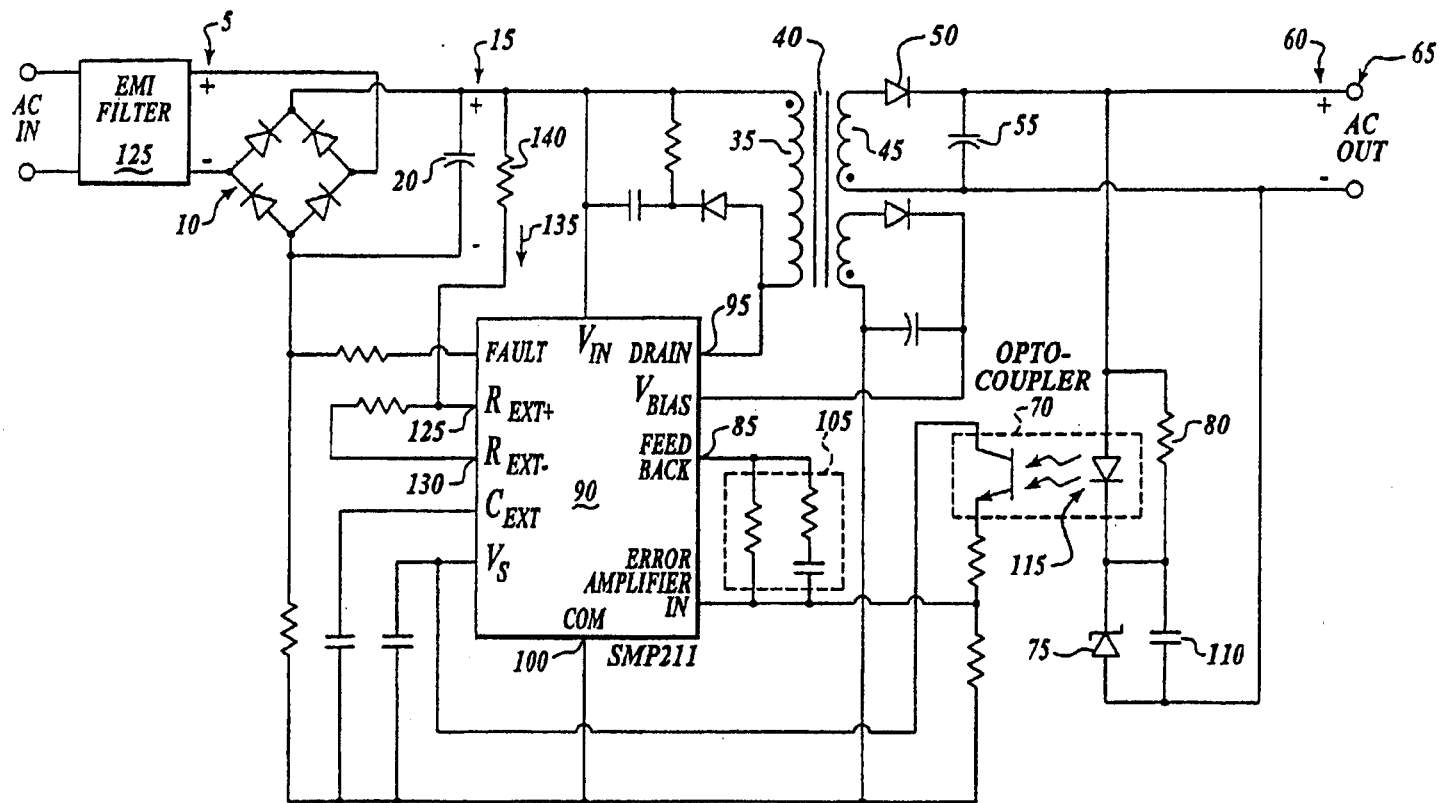 5
15
40
50
60
65
+
EMI
FILTER
125
-
AC
IN
10
+
20
-
140
135
35
45
55
+
AC
OUT
-
95
FAULT
V_IN
DRAIN
V_BIAS
R_EXT+
125
R_EXT-
130
C_EXT
V_S
90
FEED
BACK
85
105
ERROR
AMPLIFIER
IN
COM
100
SMP211
OPTO-
COUPLER
70
80
115
75
110